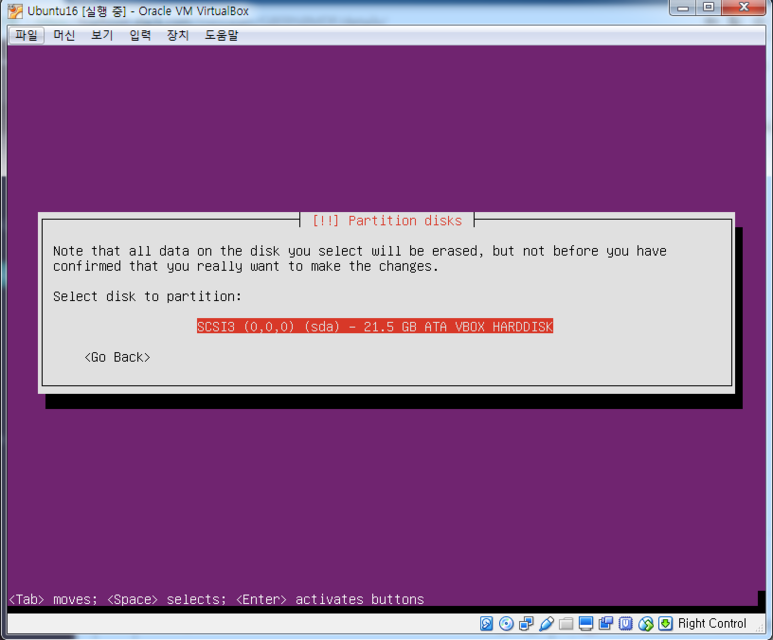 Ubuntu16 [실행 중] - Oracle VM VirtualBox
파일 머신 보기 입력 장치 도움말
[!!] Partition disks
Note that all data on the disk you select will be erased, but not before you have
confirmed that you really want to make the changes.
Select disk to partition:
SCSI3 (0,0,0) (sda) - 21.5 GB ATA VBOX HARDDISK
<Go Back>
<Tab> moves; <Space> selects; <Enter> activates buttons
Right Control